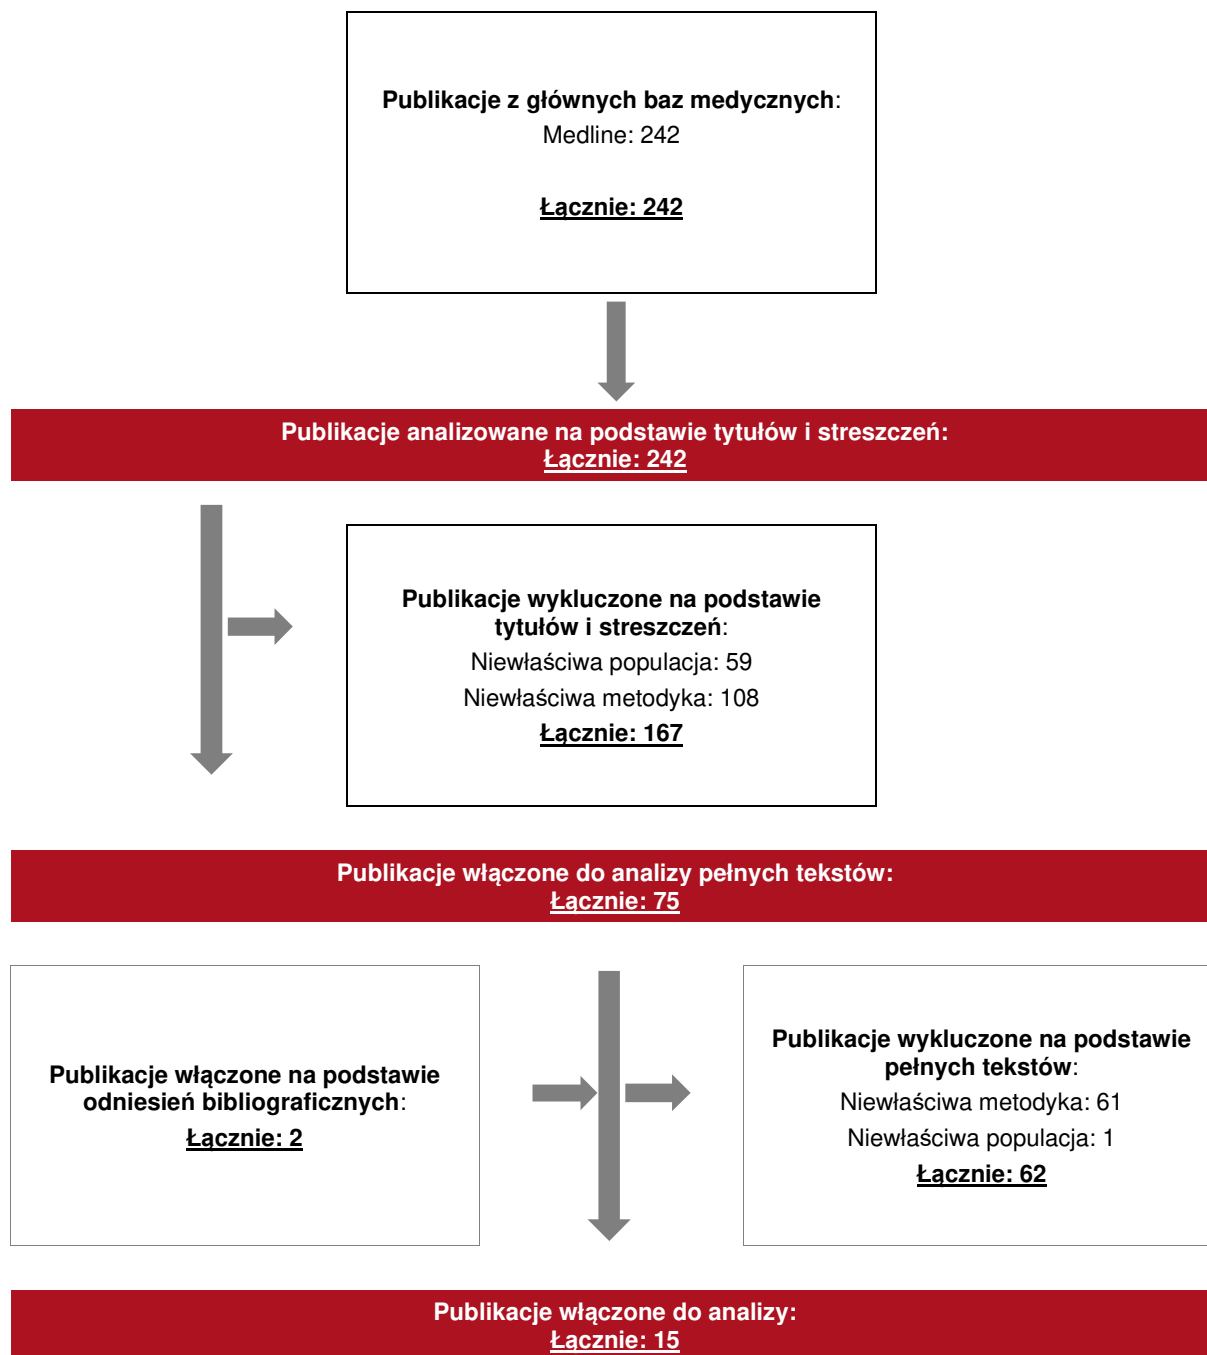 Publikacje z głównych baz medycznych:
Medline: 242
Łącznie: 242
Publikacje analizowane na podstawie tytułów i streszczeń:
Łącznie: 242
Publikacje wykluczone na podstawie
tytułów i streszczeń:
Niewłaściwa populacja: 59
Niewłaściwa metodyka: 108
Łącznie: 167
Publikacje włączone do analizy pełnych tekstów:
Łącznie: 75
Publikacje włączone na podstawie
odniesień bibliograficznych:
Łącznie: 2
Publikacje wykluczone na podstawie
pełnych tekstów:
Niewłaściwa metodyka: 61
Niewłaściwa populacja: 1
Łącznie: 62
Publikacje włączone do analizy:
Łącznie: 15